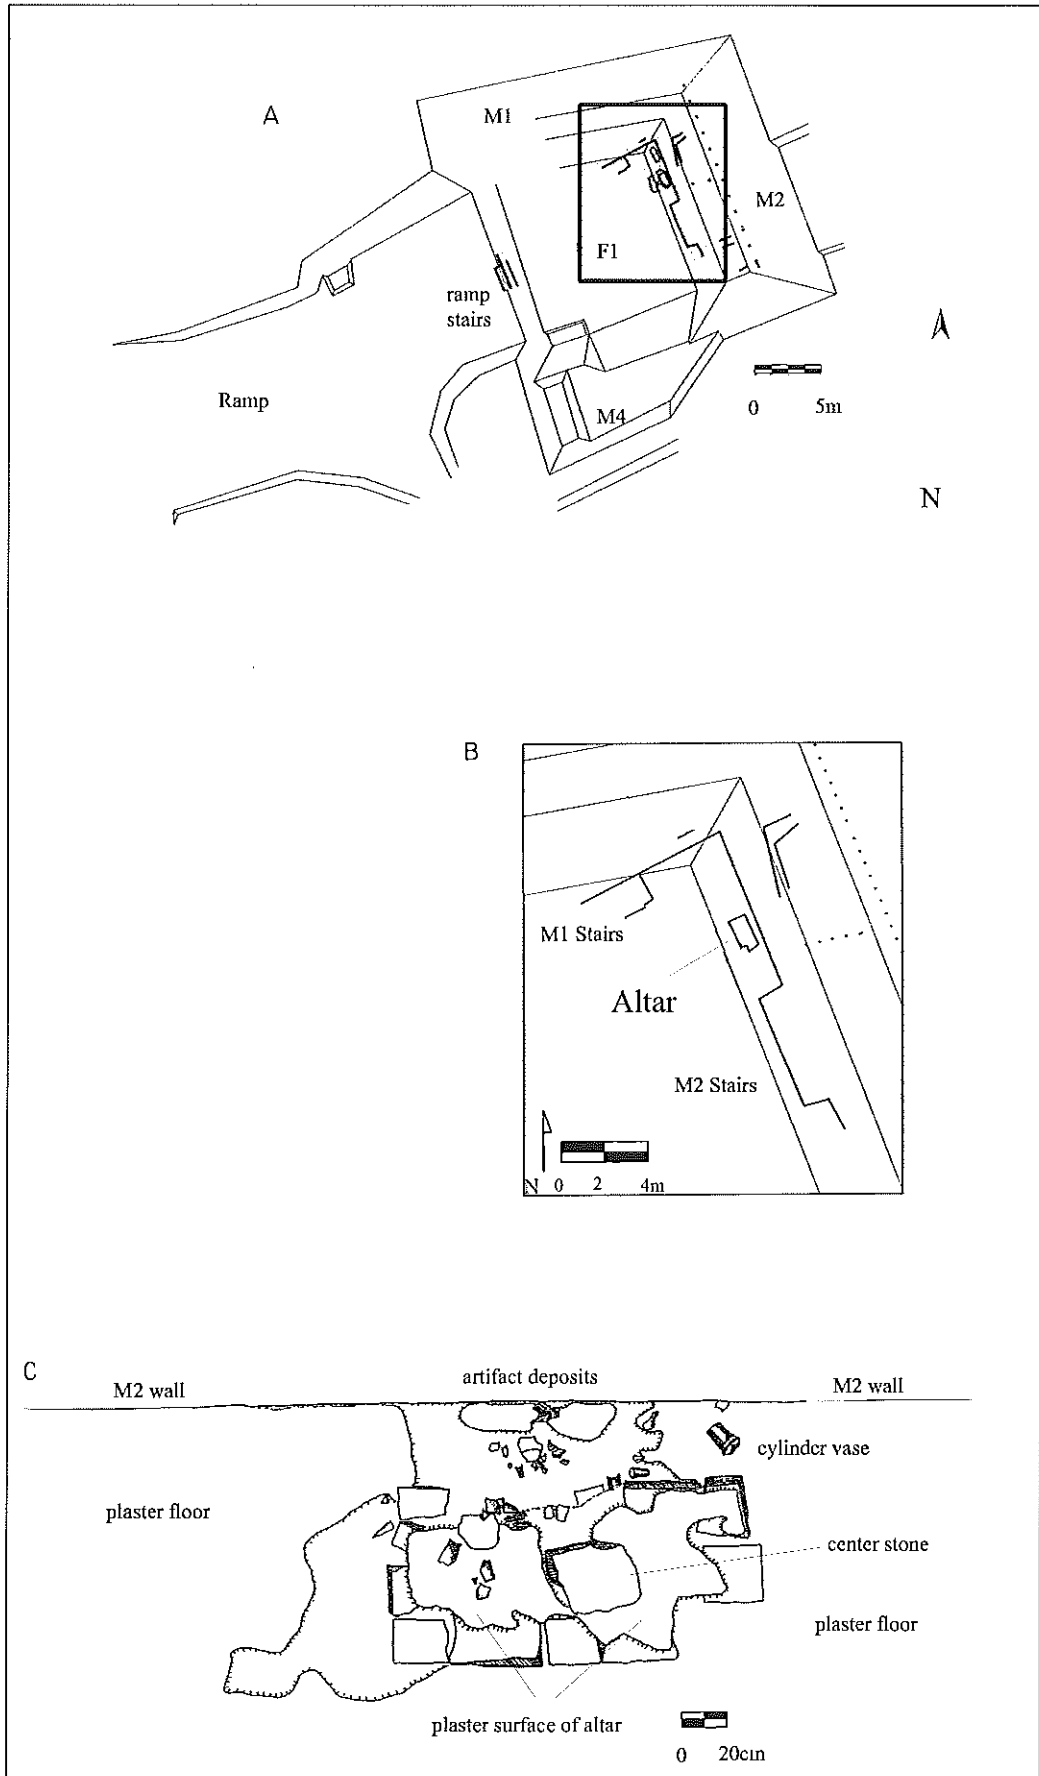 A
M1
M2
F1
ramp
stairs
Ramp
M4
0 5m
N
B
M1 Stairs
Altar
M2 Stairs
N 0 2 4m
C
M2 wall
artifact deposits
M2 wall
cylinder vase
plaster floor
center stone
plaster floor
plaster surface of altar
0 20cm